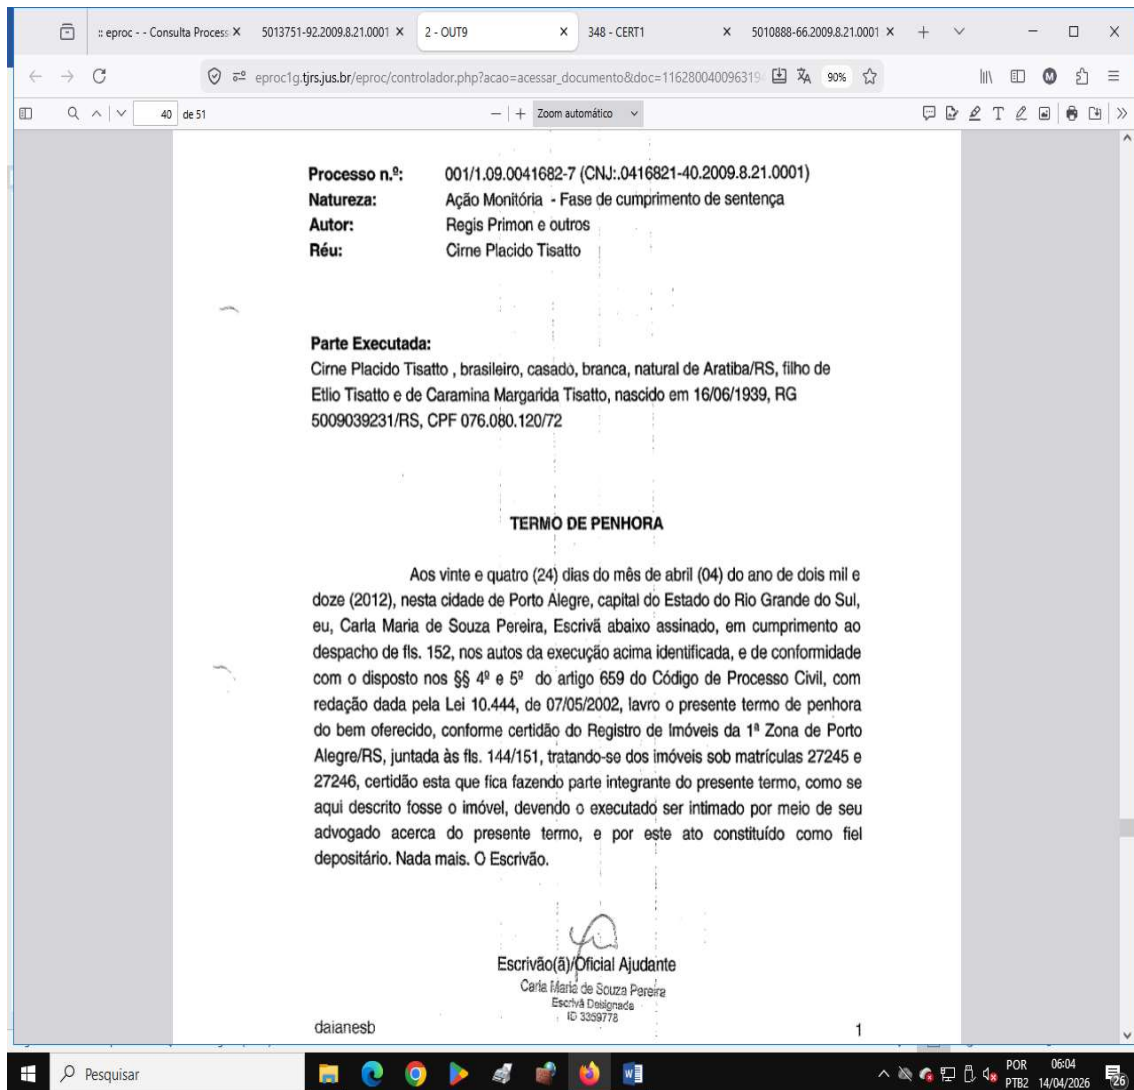 :: eproc - - Consulta Process
5013751-92.2009.8.21.0001
2 - OUT9
348 - CERT1
5010888-66.2009.8.21.0001
eproc1g.tjrs.jus.br/eproc/controlador.php?acao=acessar_documento&doc=11628004009631 90%
40 de 51
Zoom automático
Processo n.º: 001/1.09.0041682-7 (CNJ:.0416821-40.2009.8.21.0001)
Natureza: Ação Monitória - Fase de cumprimento de sentença
Autor: Regis Primon e outros
Réu: Cirne Placido Tisatto
Parte Executada:
Cirne Placido Tisatto , brasileiro, casado, branca, natural de Aratiba/RS, filho de
Etlio Tisatto e de Caramina Margarida Tisatto, nascido em 16/06/1939, RG
5009039231/RS, CPF 076.080.120/72
TERMO DE PENHORA
Aos vinte e quatro (24) dias do mês de abril (04) do ano de dois mil e
doze (2012), nesta cidade de Porto Alegre, capital do Estado do Rio Grande do Sul,
eu, Carla Maria de Souza Pereira, Escrivã abaixo assinado, em cumprimento ao
despacho de fls. 152, nos autos da execução acima identificada, e de conformidade
com o disposto nos §§ 4º e 5º do artigo 659 do Código de Processo Civil, com
redação dada pela Lei 10.444, de 07/05/2002, lavro o presente termo de penhora
do bem oferecido, conforme certidão do Registro de Imóveis da 1ª Zona de Porto
Alegre/RS, juntada às fls. 144/151, tratando-se dos imóveis sob matrículas 27245 e
27246, certidão esta que fica fazendo parte integrante do presente termo, como se
aqui descrito fosse o imóvel, devendo o executado ser intimado por meio de seu
advogado acerca do presente termo, e por este ato constituído como fiel
depositário. Nada mais. O Escrivão.
Escrivão(ã)/Oficial Ajudante
Carla Maria de Souza Pereira
Escrivã Designada
ID 3359778
daianesb 1
Pesquisar
POR 06:04
PTB2 14/04/2026
26